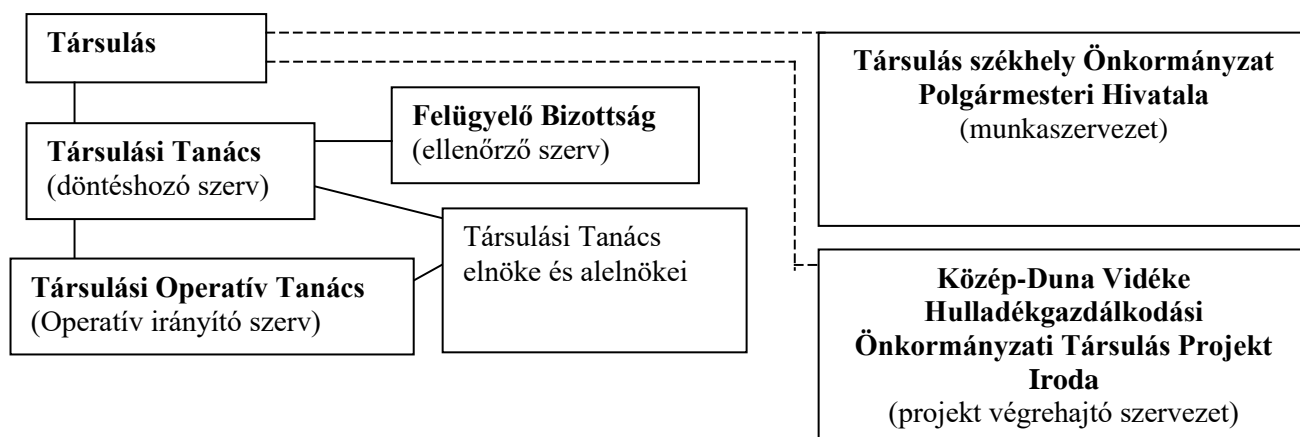 Társulás
Társulás székhely Önkormányzat
Polgármesteri Hivatala
(munkaszervezet)
Felügyelő Bizottság
(ellenőrző szerv)
Társulási Tanács
(döntéshozó szerv)
Társulási Tanács
elnöke és alelnökei
Társulási Operatív Tanács
(Operatív irányító szerv)
Közép-Duna Vidéke
Hulladékgazdálkodási
Önkormányzati Társulás Projekt
Iroda
(projekt végrehajtó szervezet)